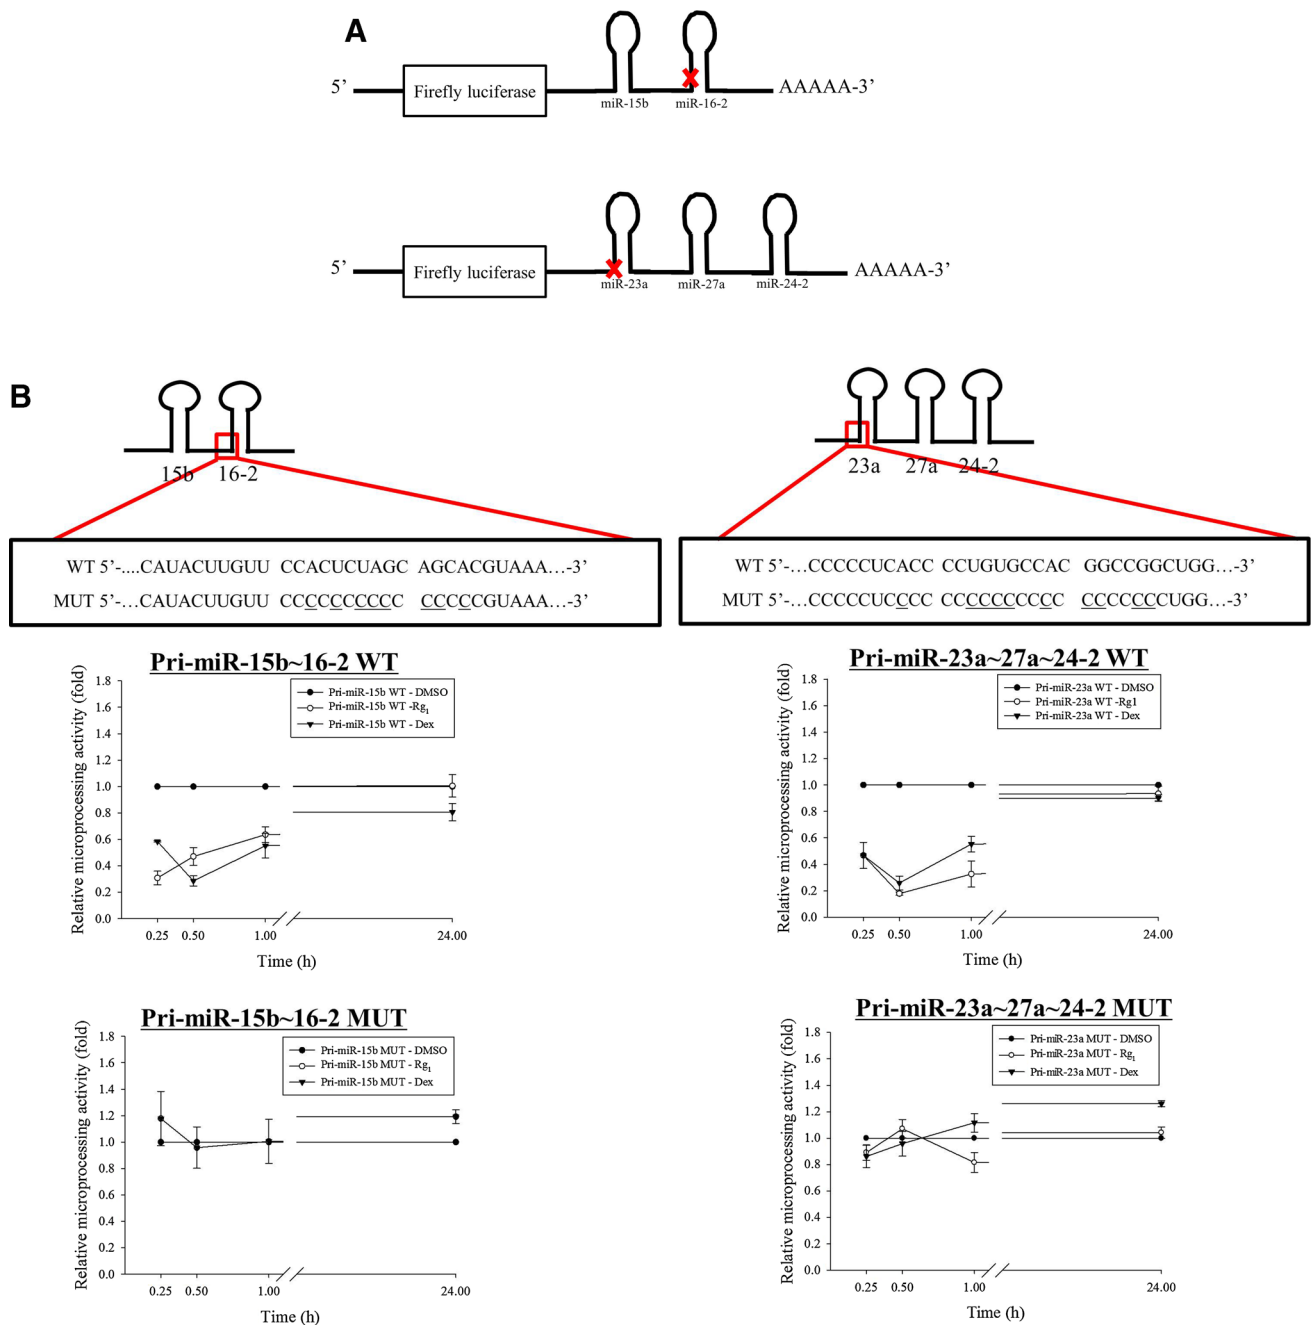 A
5’
Firefly luciferase
miR-15b
miR-16-2
AAAAA-3’
5’
Firefly luciferase
miR-23a
miR-27a
miR-24-2
AAAAA-3’
B
15b
16-2
23a
27a
24-2
WT 5’-....CAUACUUGUU CCACUCUAGC AGCACGUAAA...-3’
MUT 5’-...CAUACUUGUU CCCCCCCCCC CCCCCGUAAA...-3’
WT 5’-...CCCCCUCACC CCUGUGCCAC GGCCGGCUGG...-3’
MUT 5’-...CCCCCUCCCC CCCCCCCCCC CCCCCCCUGG...-3’
Pri-miR-15b~16-2 WT
Relative microprocessing activity (fold)
1.8
1.6
1.4
1.2
1.0
0.8
0.6
0.4
0.2
0.0
Pri-miR-15b WT - DMSO
Pri-miR-15b WT -Rg1
Pri-miR-15b WT - Dex
0.25 0.50 1.00 24.00
Time (h)
Pri-miR-23a~27a~24-2 WT
Relative microprocessing activity (fold)
1.8
1.6
1.4
1.2
1.0
0.8
0.6
0.4
0.2
0.0
Pri-miR-23a WT - DMSO
Pri-miR-23a WT -Rg1
Pri-miR-23a WT - Dex
0.25 0.50 1.00 24.00
Time (h)
Pri-miR-15b~16-2 MUT
Relative microprocessing activity (fold)
1.8
1.6
1.4
1.2
1.0
0.8
0.6
0.4
0.2
0.0
Pri-miR-15b MUT - DMSO
Pri-miR-15b MUT - Rg1
Pri-miR-15b MUT - Dex
0.25 0.50 1.00 24.00
Time (h)
Pri-miR-23a~27a~24-2 MUT
Relative microprocessing activity (fold)
1.8
1.6
1.4
1.2
1.0
0.8
0.6
0.4
0.2
0.0
Pri-miR-23a MUT - DMSO
Pri-miR-23a MUT - Rg1
Pri-miR-23a MUT - Dex
0.25 0.50 1.00 24.00
Time (h)